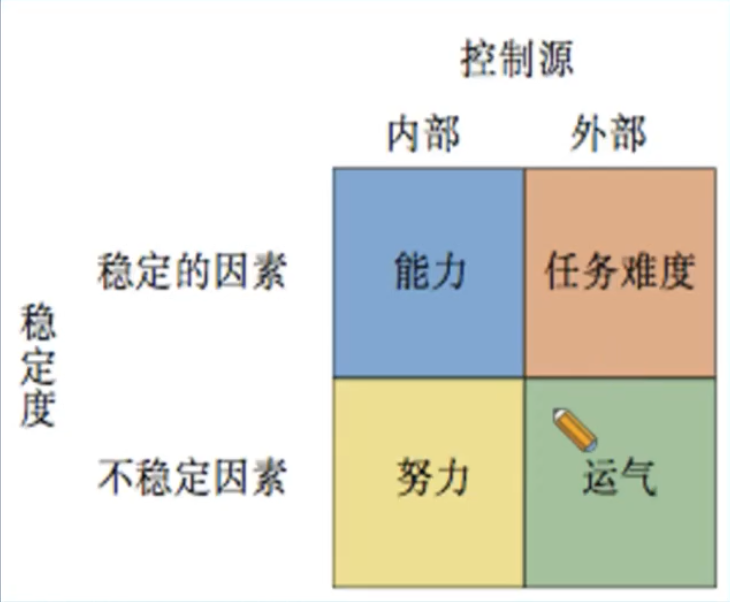 控制源
内部 外部
稳定的因素 能力 任务难度
稳定度
不稳定因素 努力 运气